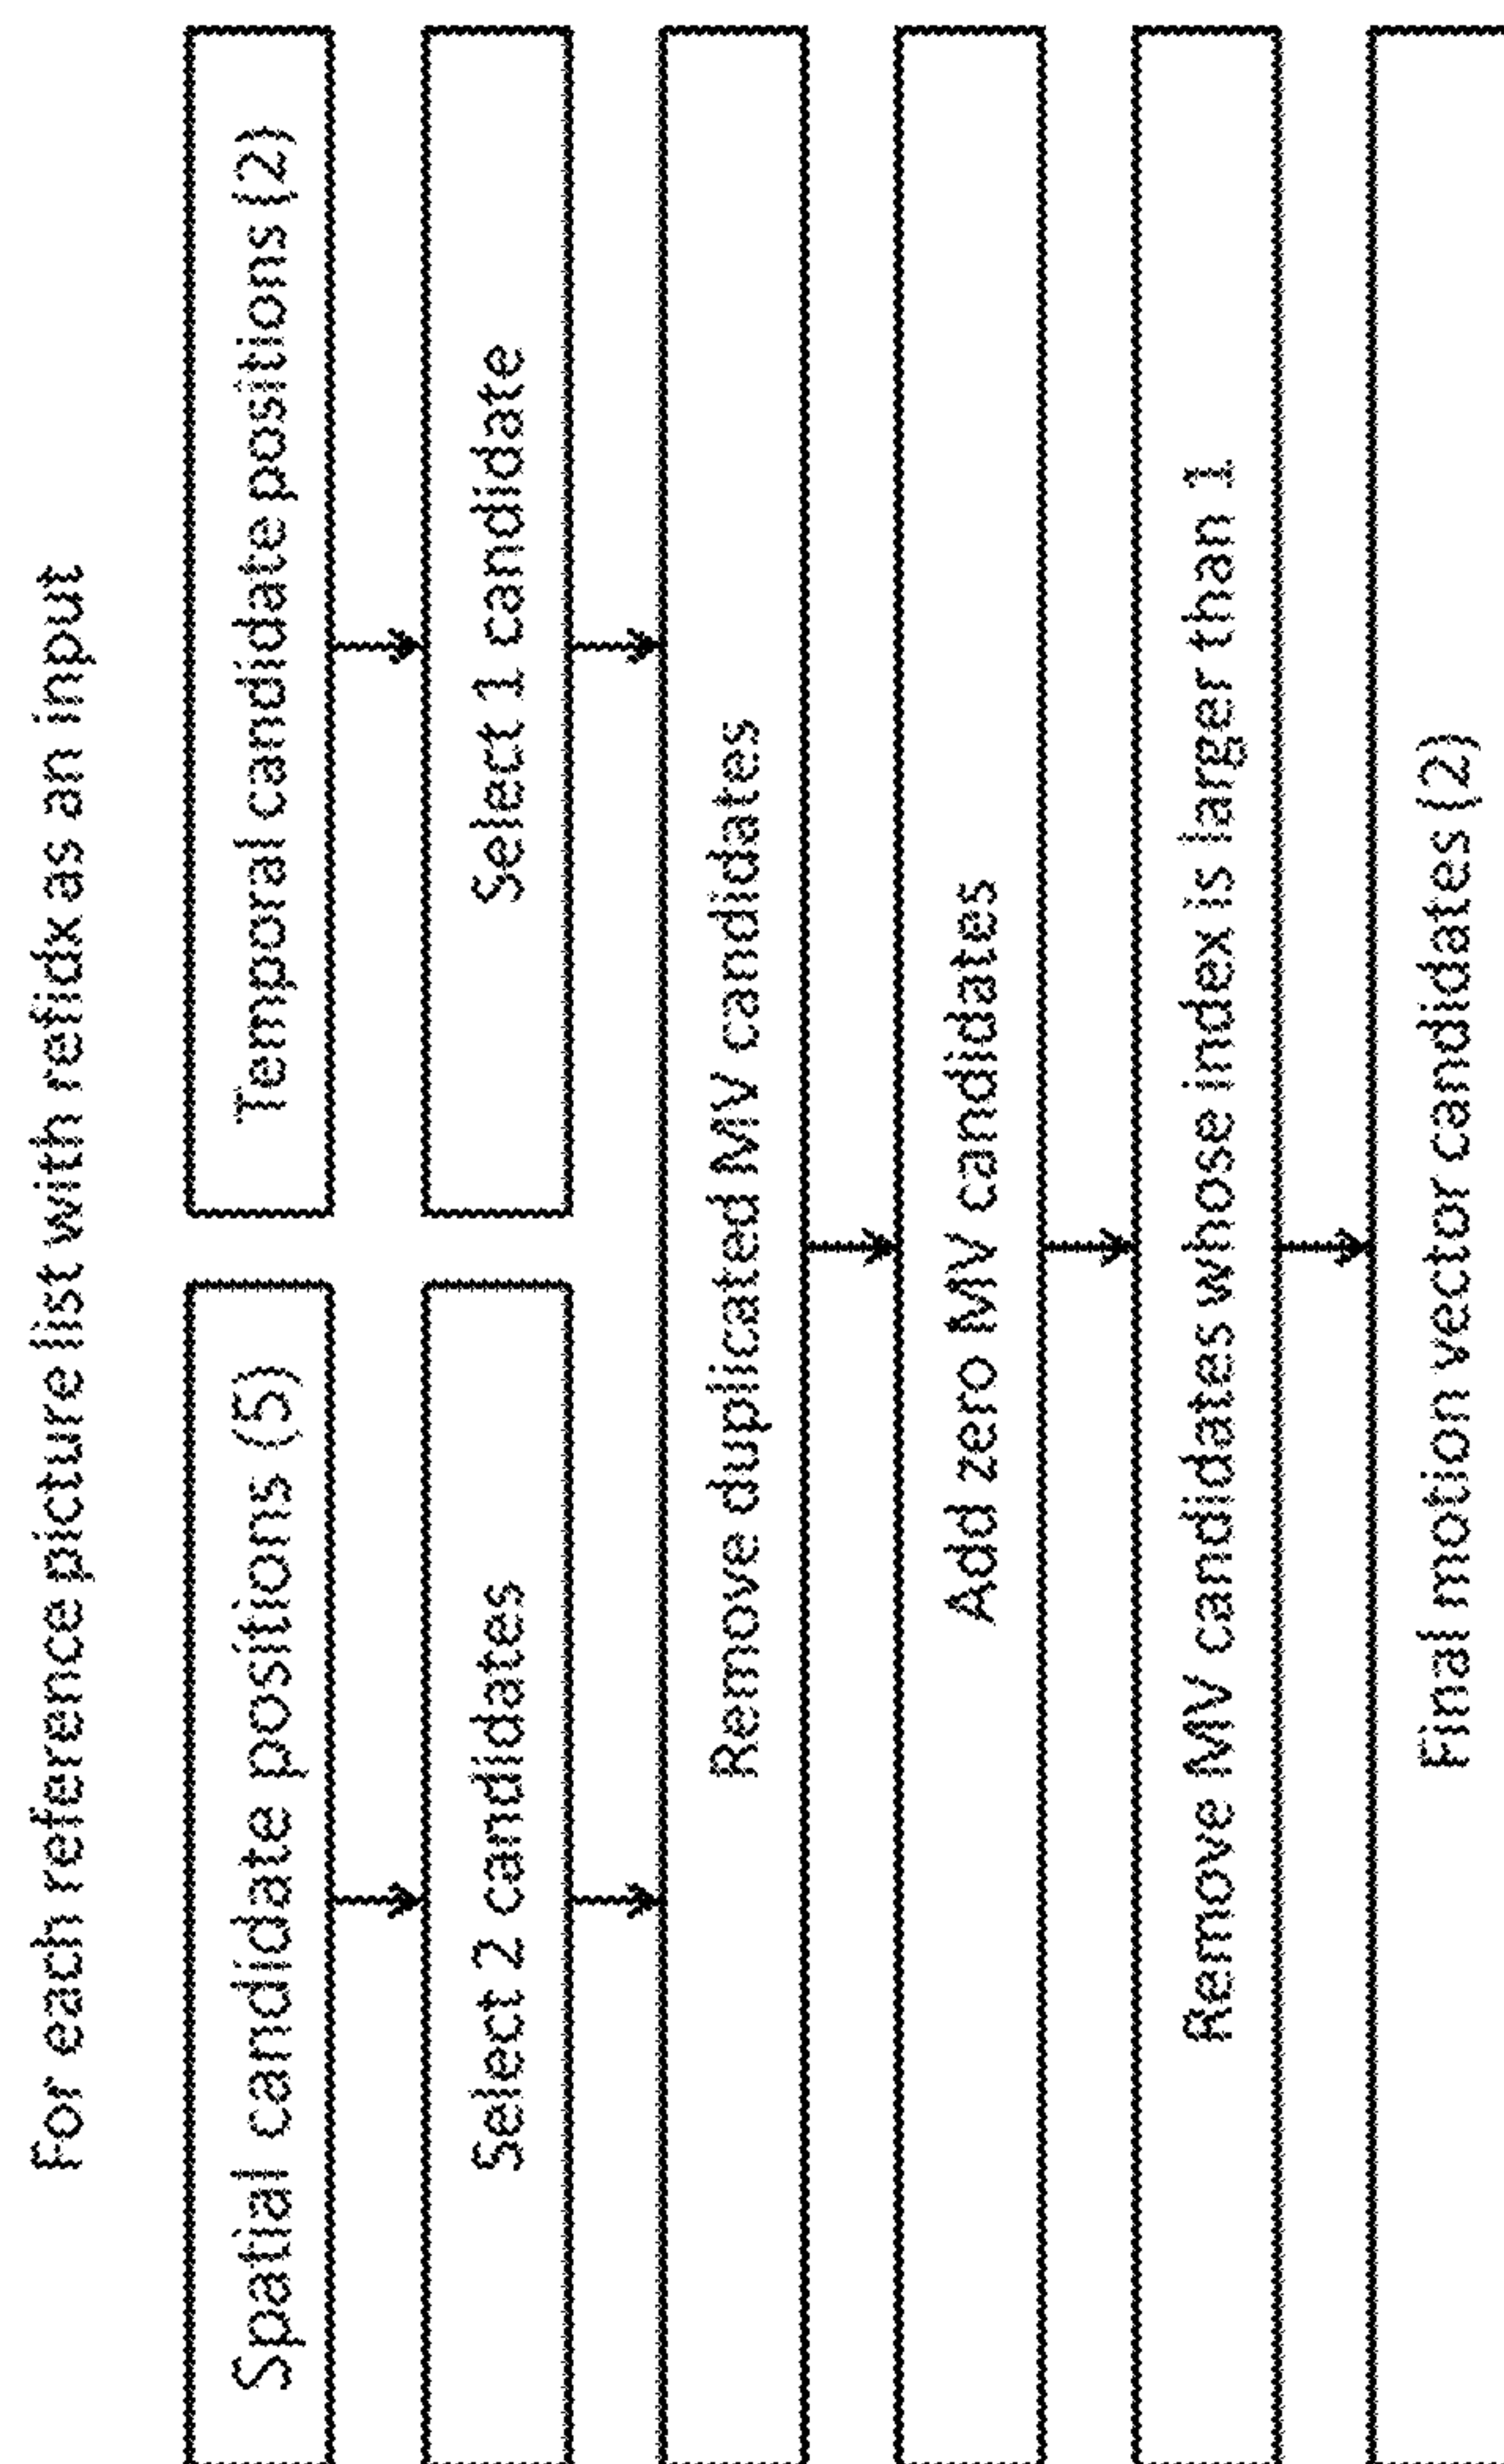 For each reference picture list with refidx as an input
Spatial candidate positions (5)
Temporal candidate positions (2)
Select 2 candidates
Select 1 candidate
Remove duplicated MV candidates
Add zero MV candidates
Remove MV candidates whose index is larger than 1
Final motion vector candidates (2)